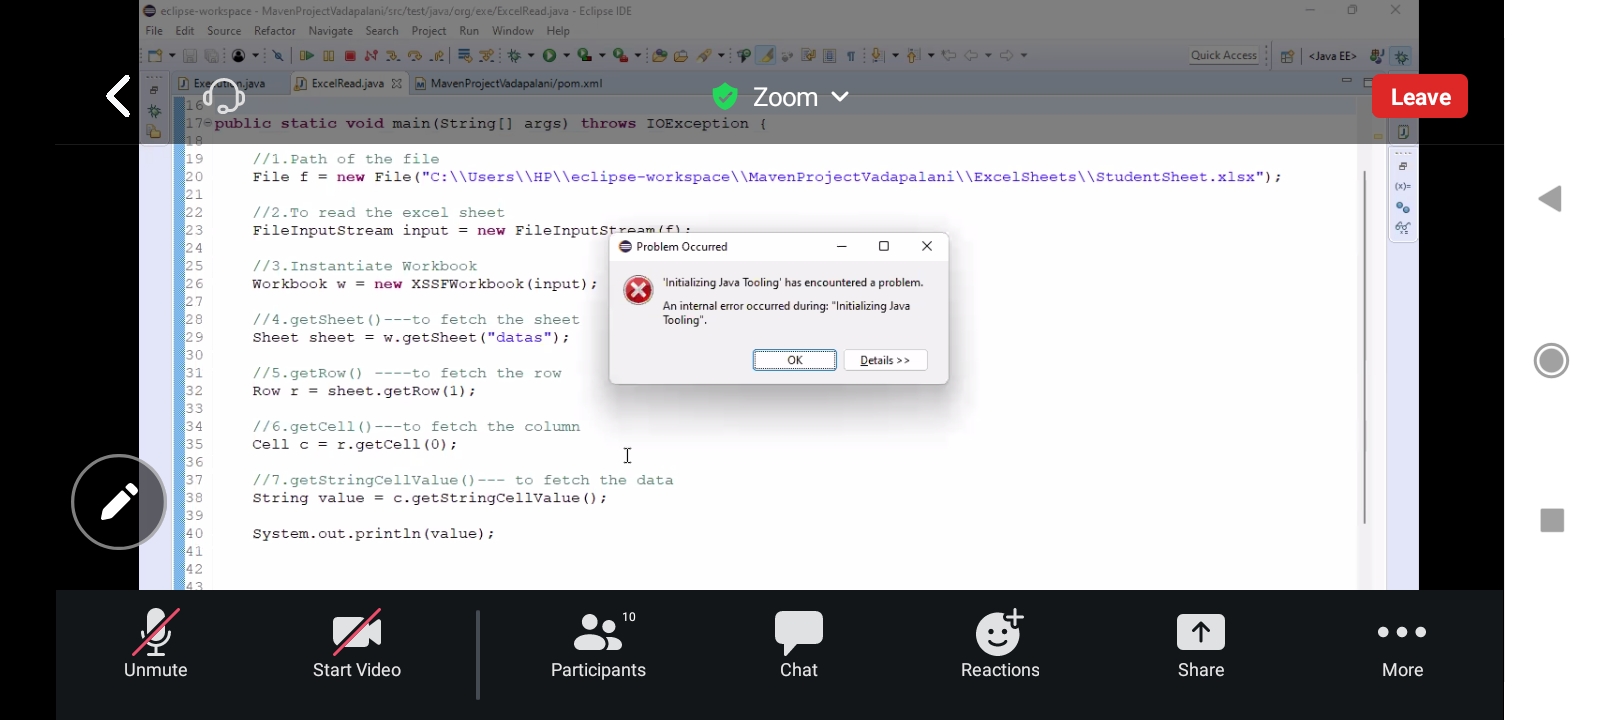 eclipse-workspace - MavenProjectVadapalani/src/test/java/org/exe/ExcelRead.java - Eclipse IDE
File Edit Source Refactor Navigate Search Project Run Window Help
Quick Access
<Java EE>
ExcelRead.java
MavenProjectVadapalani/pom.xml
Zoom
Leave
16
17 public static void main(String[] args) throws IOException {
18
19 //1.Path of the file
20 File f = new File("C:\\Users\\HP\\eclipse-workspace\\MavenProjectVadapalani\\ExcelSheets\\StudentSheet.xlsx");
21
22 //2.To read the excel sheet
23 FileInputStream input = new FileInputStream(f);
24
25 //3.Instantiate Workbook
26 Workbook w = new XSSFWorkbook(input);
27
28 //4.getSheet()---to fetch the sheet
29 Sheet sheet = w.getSheet("datas");
30
31 //5.getRow() ----to fetch the row
32 Row r = sheet.getRow(1);
33
34 //6.getCell()---to fetch the column
35 Cell c = r.getCell(0);
36
37 //7.getStringCellValue()--- to fetch the data
38 String value = c.getStringCellValue();
39
40 System.out.println(value);
41
42
43
Problem Occurred
'Initializing Java Tooling' has encountered a problem.
An internal error occurred during: "Initializing Java
Tooling".
OK
Details >>
(x)=
10
Unmute
Start Video
Participants
Chat
Reactions
Share
More